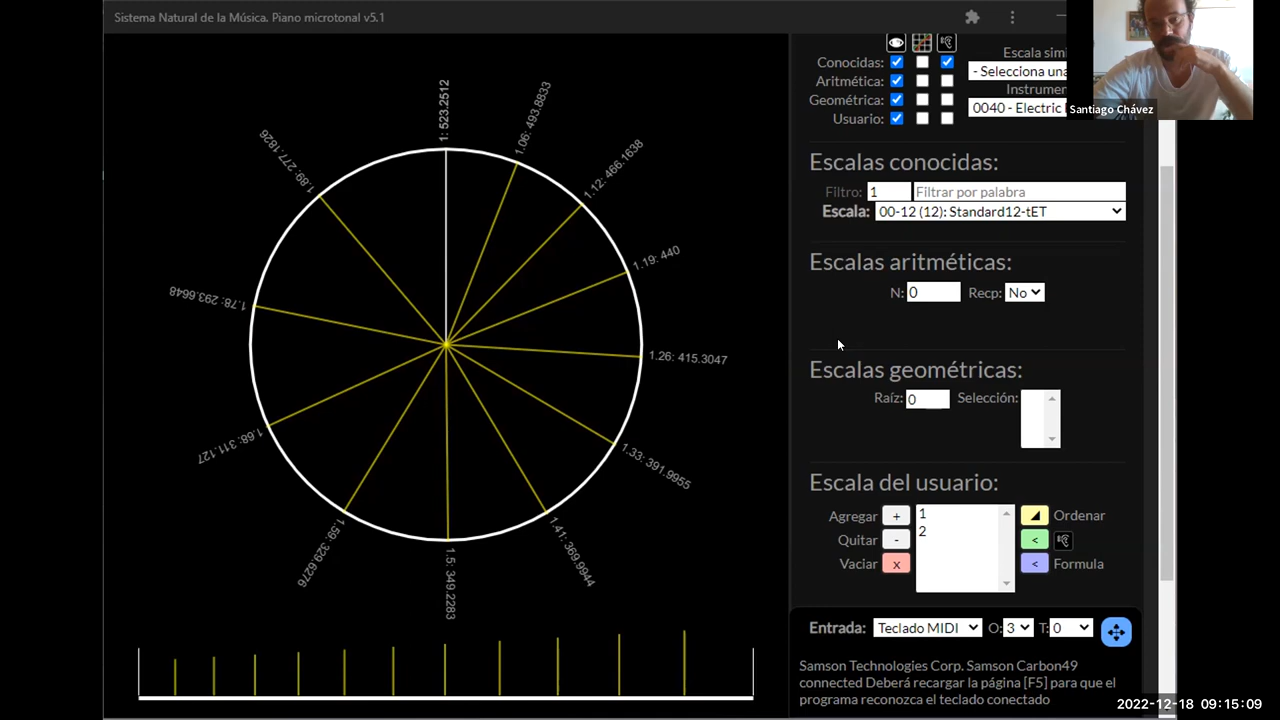 Sistema Natural de la Música. Piano microtonal v5.1
1: 523.2512
1.06: 493.8833
1.12: 466.1638
1.19: 440
1.26: 415.3047
1.33: 391.9955
1.41: 369.9944
1.5: 349.2283
1.59: 329.6276
1.68: 311.127
1.78: 293.6648
1.89: 277.1826
Escala simi
Conocidas:
- Selecciona una
Aritmética:
Instrumen
Geométrica:
0040 - Electric
Usuario:
Santiago Chávez
Escalas conocidas:
Filtro: 1 Filtrar por palabra
Escala: 00-12 (12): Standard12-tET
Escalas aritméticas:
N: 0 Recp: No
Escalas geométricas:
Raíz: 0 Selección:
Escala del usuario:
Agregar + 1 Ordenar
2
Quitar - <
Vaciar x < Formula
Entrada: Teclado MIDI O: 3 T: 0
Samson Technologies Corp. Samson Carbon49
connected Deberá recargar la página [F5] para que el
programa reconozca el teclado conectado
2022-12-18 09:15:09